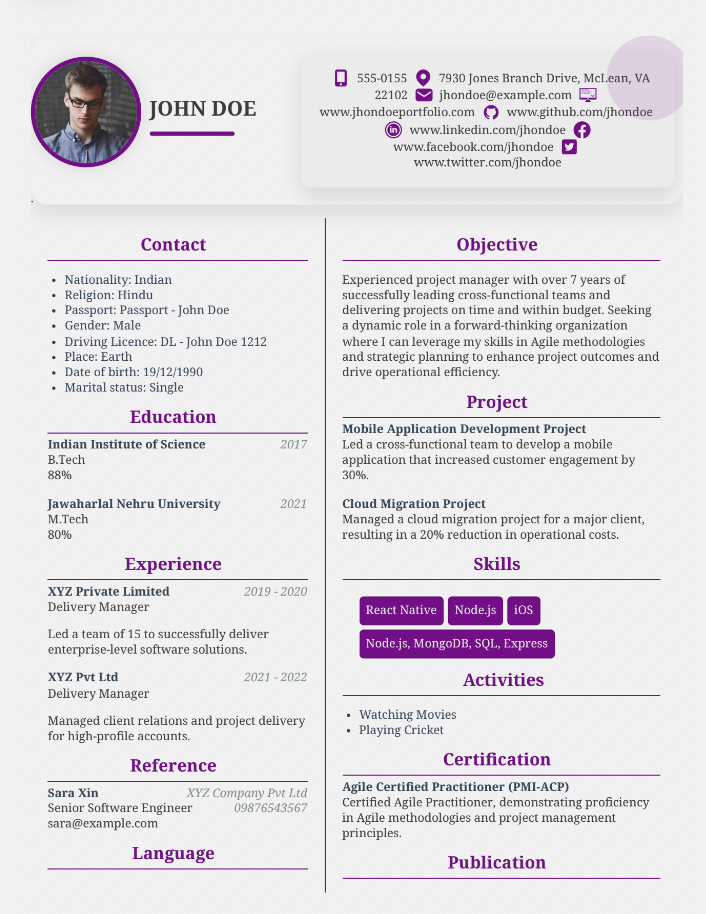 JOHN DOE
555-0155 7930 Jones Branch Drive, McLean, VA
22102 jhondoe@example.com
www.jhondoeportfolio.com www.github.com/jhondoe
www.linkedin.com/jhondoe
www.facebook.com/jhondoe
www.twitter.com/jhondoe
Contact
• Nationality: Indian
• Religion: Hindu
• Passport: Passport - John Doe
• Gender: Male
• Driving Licence: DL - John Doe 1212
• Place: Earth
• Date of birth: 19/12/1990
• Marital status: Single
Education
Indian Institute of Science 2017
B.Tech
88%
Jawaharlal Nehru University 2021
M.Tech
80%
Experience
XYZ Private Limited 2019 - 2020
Delivery Manager
Led a team of 15 to successfully deliver
enterprise-level software solutions.
XYZ Pvt Ltd 2021 - 2022
Delivery Manager
Managed client relations and project delivery
for high-profile accounts.
Reference
Sara Xin XYZ Company Pvt Ltd
Senior Software Engineer 09876543567
sara@example.com
Language
Objective
Experienced project manager with over 7 years of
successfully leading cross-functional teams and
delivering projects on time and within budget. Seeking
a dynamic role in a forward-thinking organization
where I can leverage my skills in Agile methodologies
and strategic planning to enhance project outcomes and
drive operational efficiency.
Project
Mobile Application Development Project
Led a cross-functional team to develop a mobile
application that increased customer engagement by
30%.
Cloud Migration Project
Managed a cloud migration project for a major client,
resulting in a 20% reduction in operational costs.
Skills
React Native Node.js iOS
Node.js, MongoDB, SQL, Express
Activities
• Watching Movies
• Playing Cricket
Certification
Agile Certified Practitioner (PMI-ACP)
Certified Agile Practitioner, demonstrating proficiency
in Agile methodologies and project management
principles.
Publication